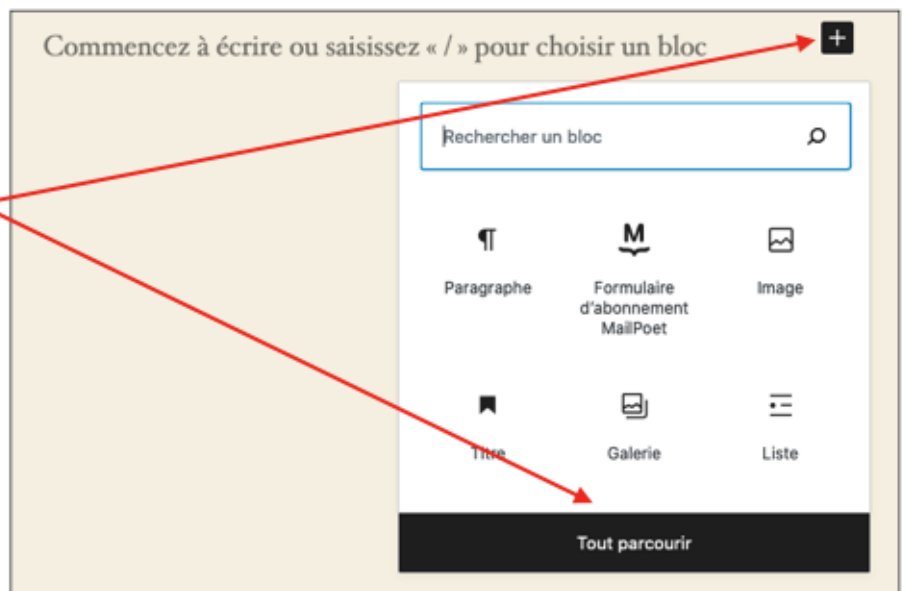 Commencez à écrire ou saisissez « / » pour choisir un bloc
Rechercher un bloc
Paragraphe
Formulaire
d'abonnement
MailPoet
Image
Titre
Galerie
Liste
Tout parcourir